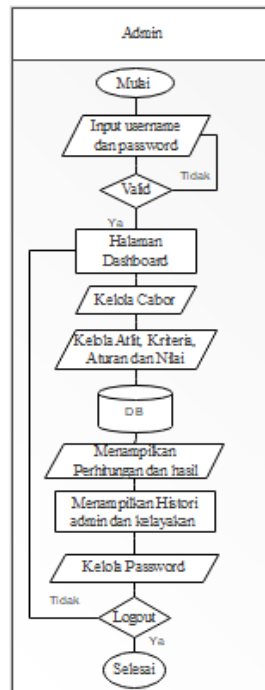 Admin
Mulai
Input username
dan password
Tidak
Valid
Ya
Halaman
Dashboard
Kelola Cabor
Kelola Atlit, Kriteria,
Aturan dan Nilai
DB
Menampilkan
Perhitungan dan hasil
Menampilkan Histori
admin dan kelayakan
Kelola Password
Tidak
Logout
Ya
Selesai